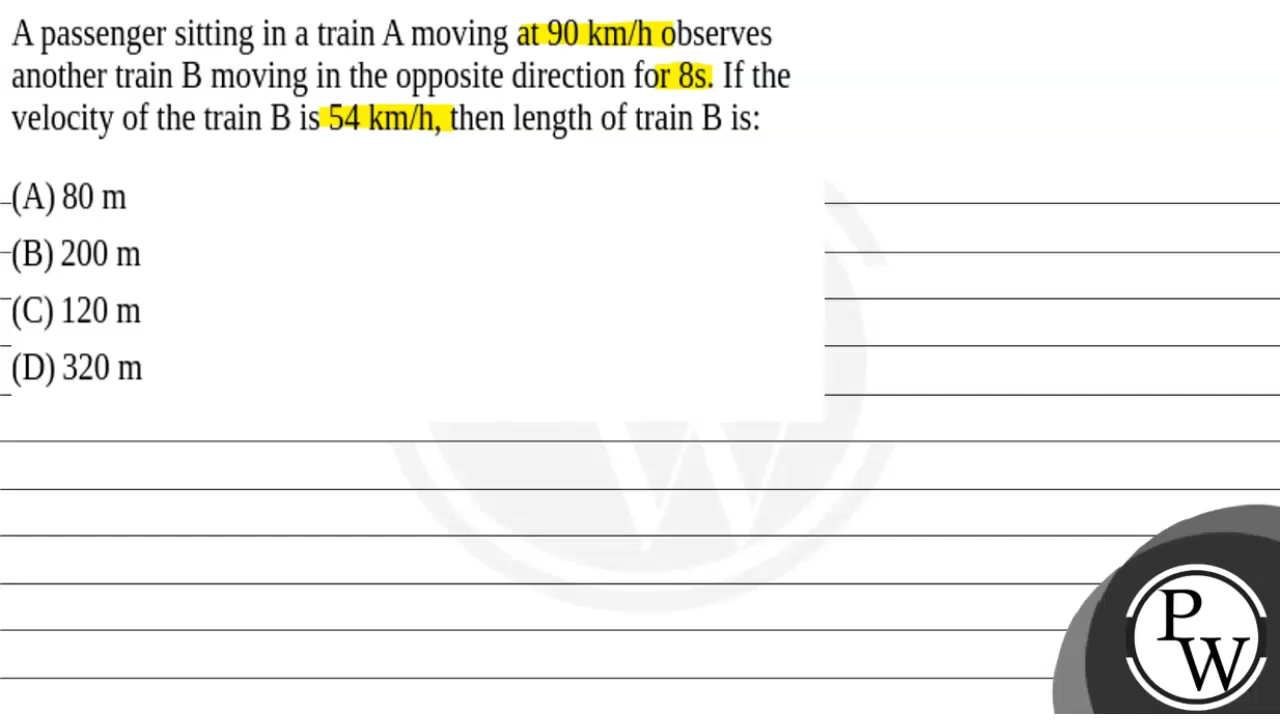 A passenger sitting in a train A moving at 90 km/h observes
another train B moving in the opposite direction for 8s. If the
velocity of the train B is 54 km/h, then length of train B is:
(A) 80 m
(B) 200 m
(C) 120 m
(D) 320 m
W
P
W